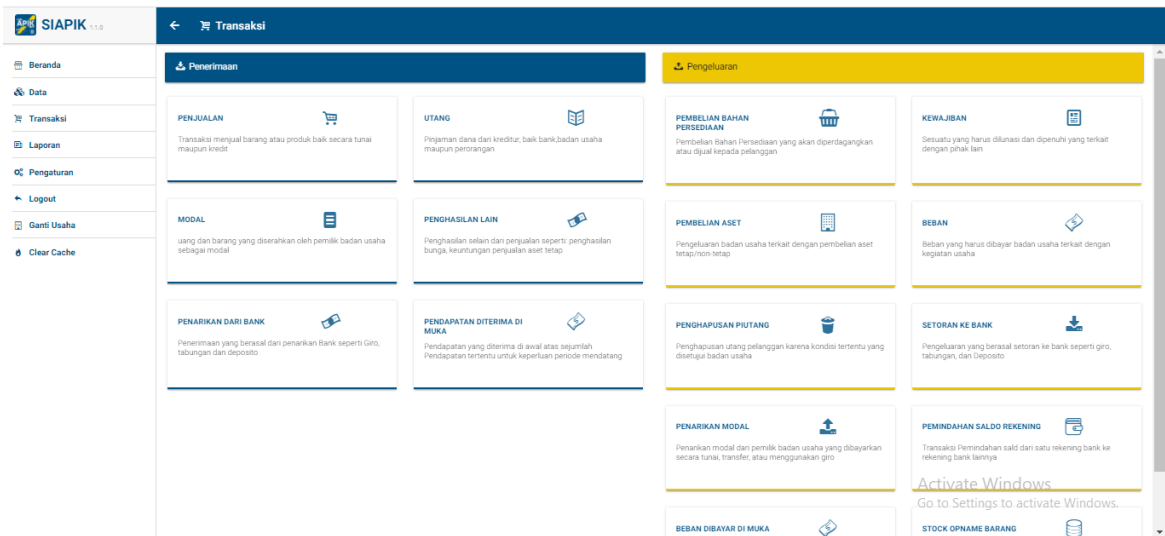 SIAPIK 1.1.0
Transaksi
Beranda
Data
Transaksi
Laporan
Pengaturan
Logout
Ganti Usaha
Clear Cache
Penerimaan
PENJUALAN
Transaksi menjual barang atau produk baik secara tunai
maupun kredit
UTANG
Pinjaman dana dari kreditur, baik bank,badan usaha
maupun perorangan
MODAL
uang dan barang yang diserahkan oleh pemilik badan usaha
sebagai modal
PENGHASILAN LAIN
Penghasilan selain dari penjualan seperti: penghasilan
bunga, keuntungan penjualan aset tetap
PENARIKAN DARI BANK
Penerimaan yang berasal dari penarikan Bank seperti Giro,
tabungan dan deposito
PENDAPATAN DITERIMA DI
MUKA
Pendapatan yang diterima di awal atas sejumlah
Pendapatan tertentu untuk keperluan periode mendatang
Pengeluaran
PEMBELIAN BAHAN
PERSEDIAAN
Pembelian Bahan Persediaan yang akan diperdagangkan
atau dijual kepada pelanggan
KEWAJIBAN
Sesuatu yang harus dilunasi dan dipenuhi yang terkait
dengan pihak lain
PEMBELIAN ASET
Pengeluaran badan usaha terkait dengan pembelian aset
tetap/non-tetap
BEBAN
Beban yang harus dibayar badan usaha terkait dengan
kegiatan usaha
PENGHAPUSAN PIUTANG
Penghapusan utang pelanggan karena kondisi tertentu yang
disetujui badan usaha
SETORAN KE BANK
Pengeluaran yang berasal setoran ke bank seperti giro,
tabungan, dan Deposito
PENARIKAN MODAL
Penarikan modal dari pemilik badan usaha yang dibayarkan
secara tunai, transfer, atau menggunakan giro
PEMINDAHAN SALDO REKENING
Transaksi Pemindahan sald dari satu rekening bank ke
rekening bank lainnya
BEBAN DIBAYAR DI MUKA
STOCK OPNAME BARANG
Activate Windows
Go to Settings to activate Windows.